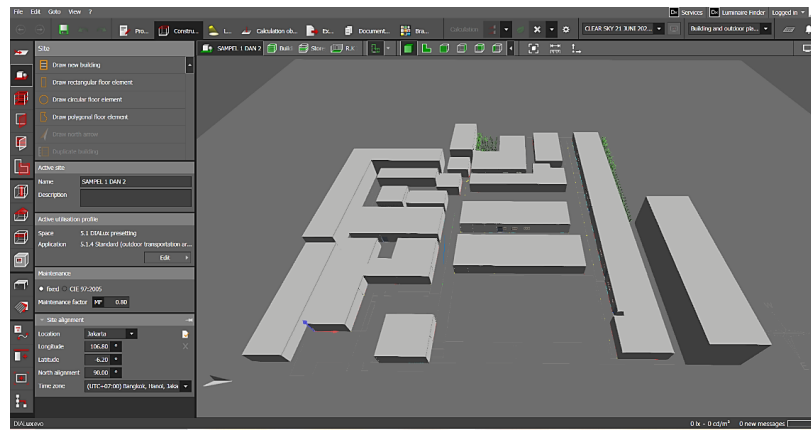 File Edit Goto View ?
Services Luminaire Finder Logged in
Pro... Constru... L... Calculation ob... Ex... Document... Bra... Calculation CLEAR SKY 21 JUNI 202... Building and outdoor pla...
Site SAMPEL 1 DAN 2
Draw new building
Draw rectangular floor element
Draw circular floor element
Draw polygonal floor element
Draw north arrow
Duplicate building
Active site
Name SAMPEL 1 DAN 2
Description
Active utilisation profile
Space 5.1 DIALux presetting
Application 5.1.4 Standard (outdoor transportation ar...
Edit
Maintenance
fixed CIE 97:2005
Maintenance factor MF 0.80
Site alignment
Location Jakarta
Longitude 106.80 °
Latitude -6.20 °
North alignment 90.00 °
Time zone (UTC+07:00) Bangkok, Hanoi, Jaka
DIALux evo 0 lx - 0 cd/m² 0 new messages